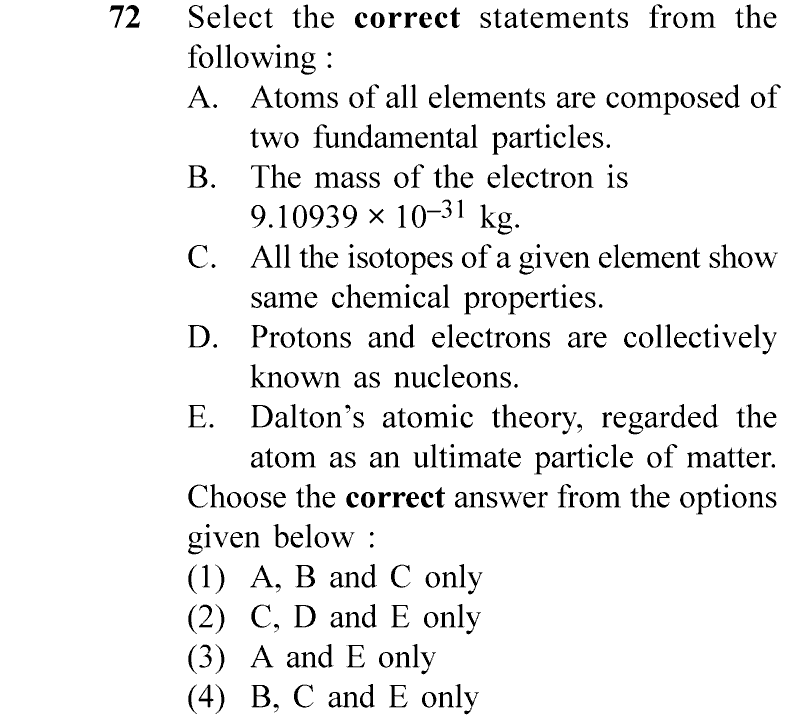 72 Select the correct statements from the
following :
A. Atoms of all elements are composed of
two fundamental particles.
B. The mass of the electron is
9.10939 × 10⁻³¹ kg.
C. All the isotopes of a given element show
same chemical properties.
D. Protons and electrons are collectively
known as nucleons.
E. Dalton’s atomic theory, regarded the
atom as an ultimate particle of matter.
Choose the correct answer from the options
given below :
(1) A, B and C only
(2) C, D and E only
(3) A and E only
(4) B, C and E only